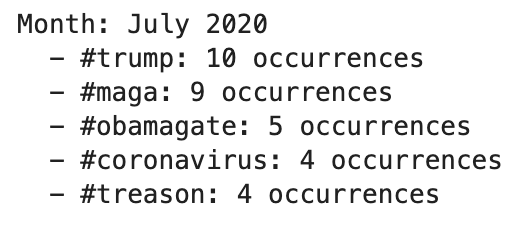 Month: July 2020
- #trump: 10 occurrences
- #maga: 9 occurrences
- #obamagate: 5 occurrences
- #coronavirus: 4 occurrences
- #treason: 4 occurrences